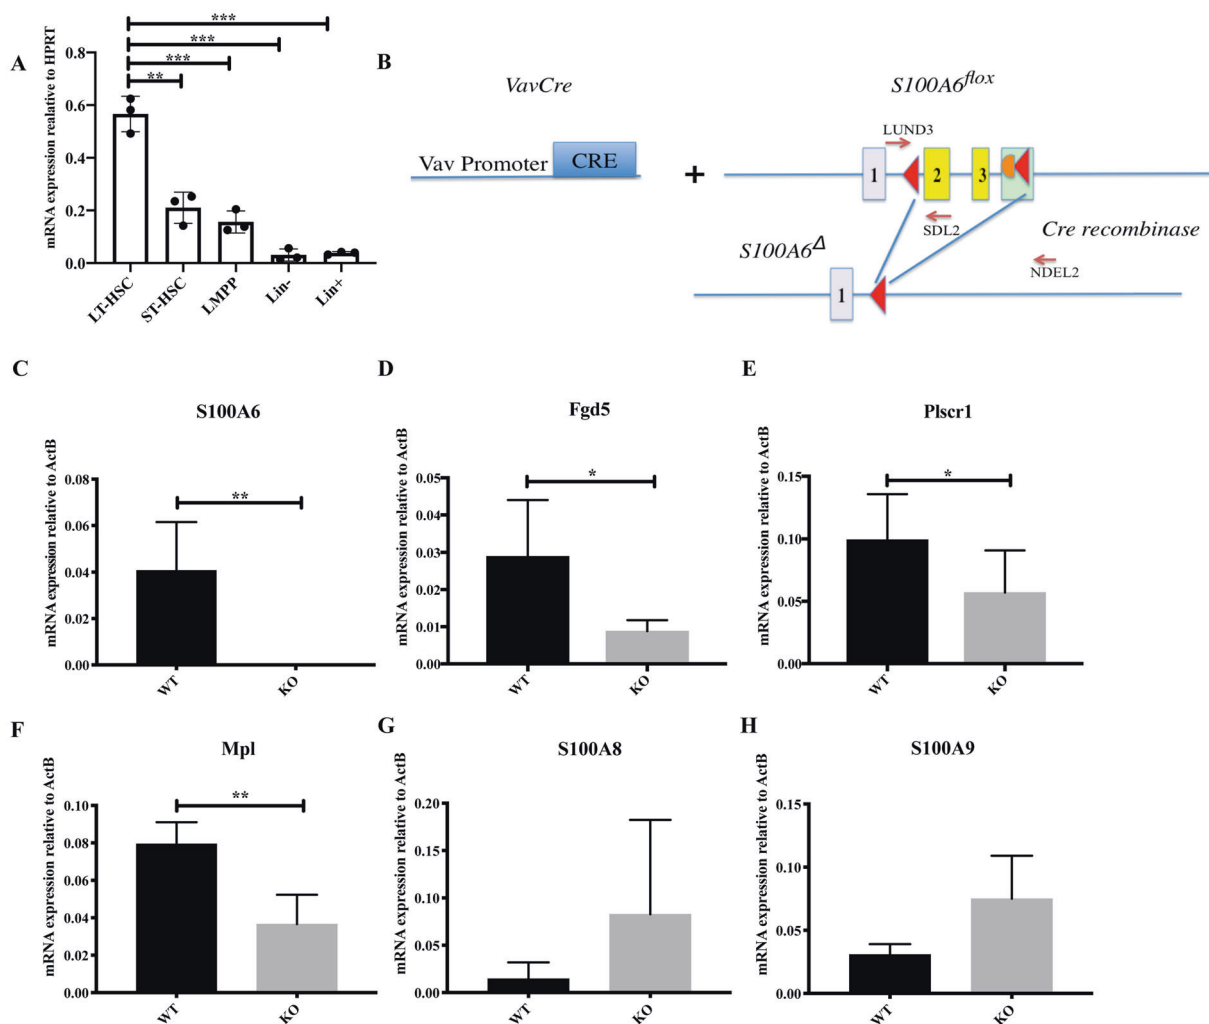 A
mRNA expression realative to HPRT
0.8
0.6
0.4
0.2
0.0
***
***
***
**
LT-HSC
ST-HSC
LMPP
Lin-
Lin+
B
VavCre
S100A6flox
LUND3
Vav Promoter CRE
+
1 2 3
SDL2
Cre recombinase
S100A6Δ
NDEL2
1
C
S100A6
mRNA expression relative to ActB
0.08
0.06
0.04
0.02
0.00
**
WT
KO
D
Fgd5
mRNA expression relative to ActB
0.05
0.04
0.03
0.02
0.01
0.00
*
WT
KO
E
Plscr1
mRNA expression relative to ActB
0.15
0.10
0.05
0.00
*
WT
KO
F
Mpl
mRNA expression relative to ActB
0.10
0.08
0.06
0.04
0.02
0.00
**
WT
KO
G
S100A8
mRNA expression relative to ActB
0.20
0.15
0.10
0.05
0.00
WT
KO
H
S100A9
mRNA expression relative to ActB
0.15
0.10
0.05
0.00
WT
KO